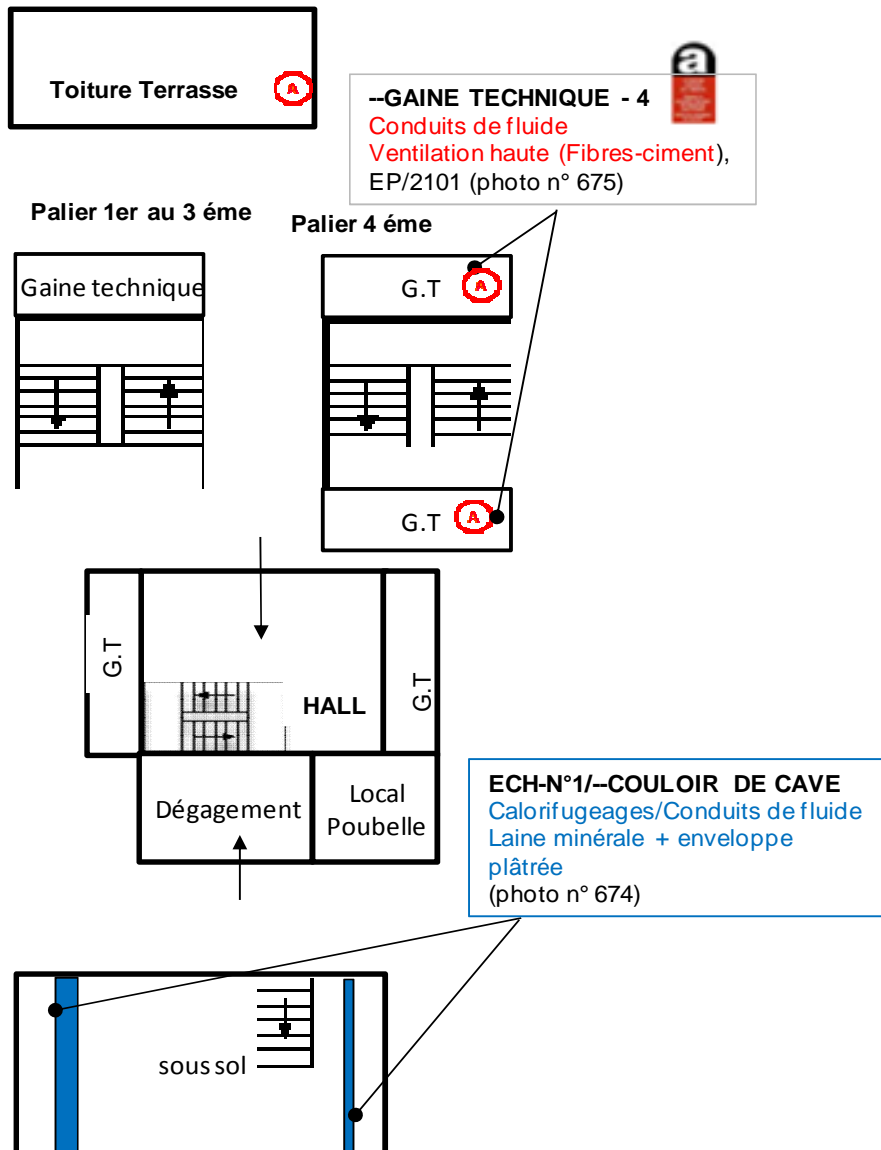 Toiture Terrasse
A
a
--GAINE TECHNIQUE - 4
Conduits de fluide
Ventilation haute (Fibres-ciment),
EP/2101 (photo n° 675)
Palier 1er au 3 éme
Palier 4 éme
Gaine technique
G.T
A
G.T
A
G.T
HALL
G.T
Dégagement
Local
Poubelle
ECH-N°1/--COULOIR DE CAVE
Calorifugeages/Conduits de fluide
Laine minérale + enveloppe
plâtrée
(photo n° 674)
sous sol